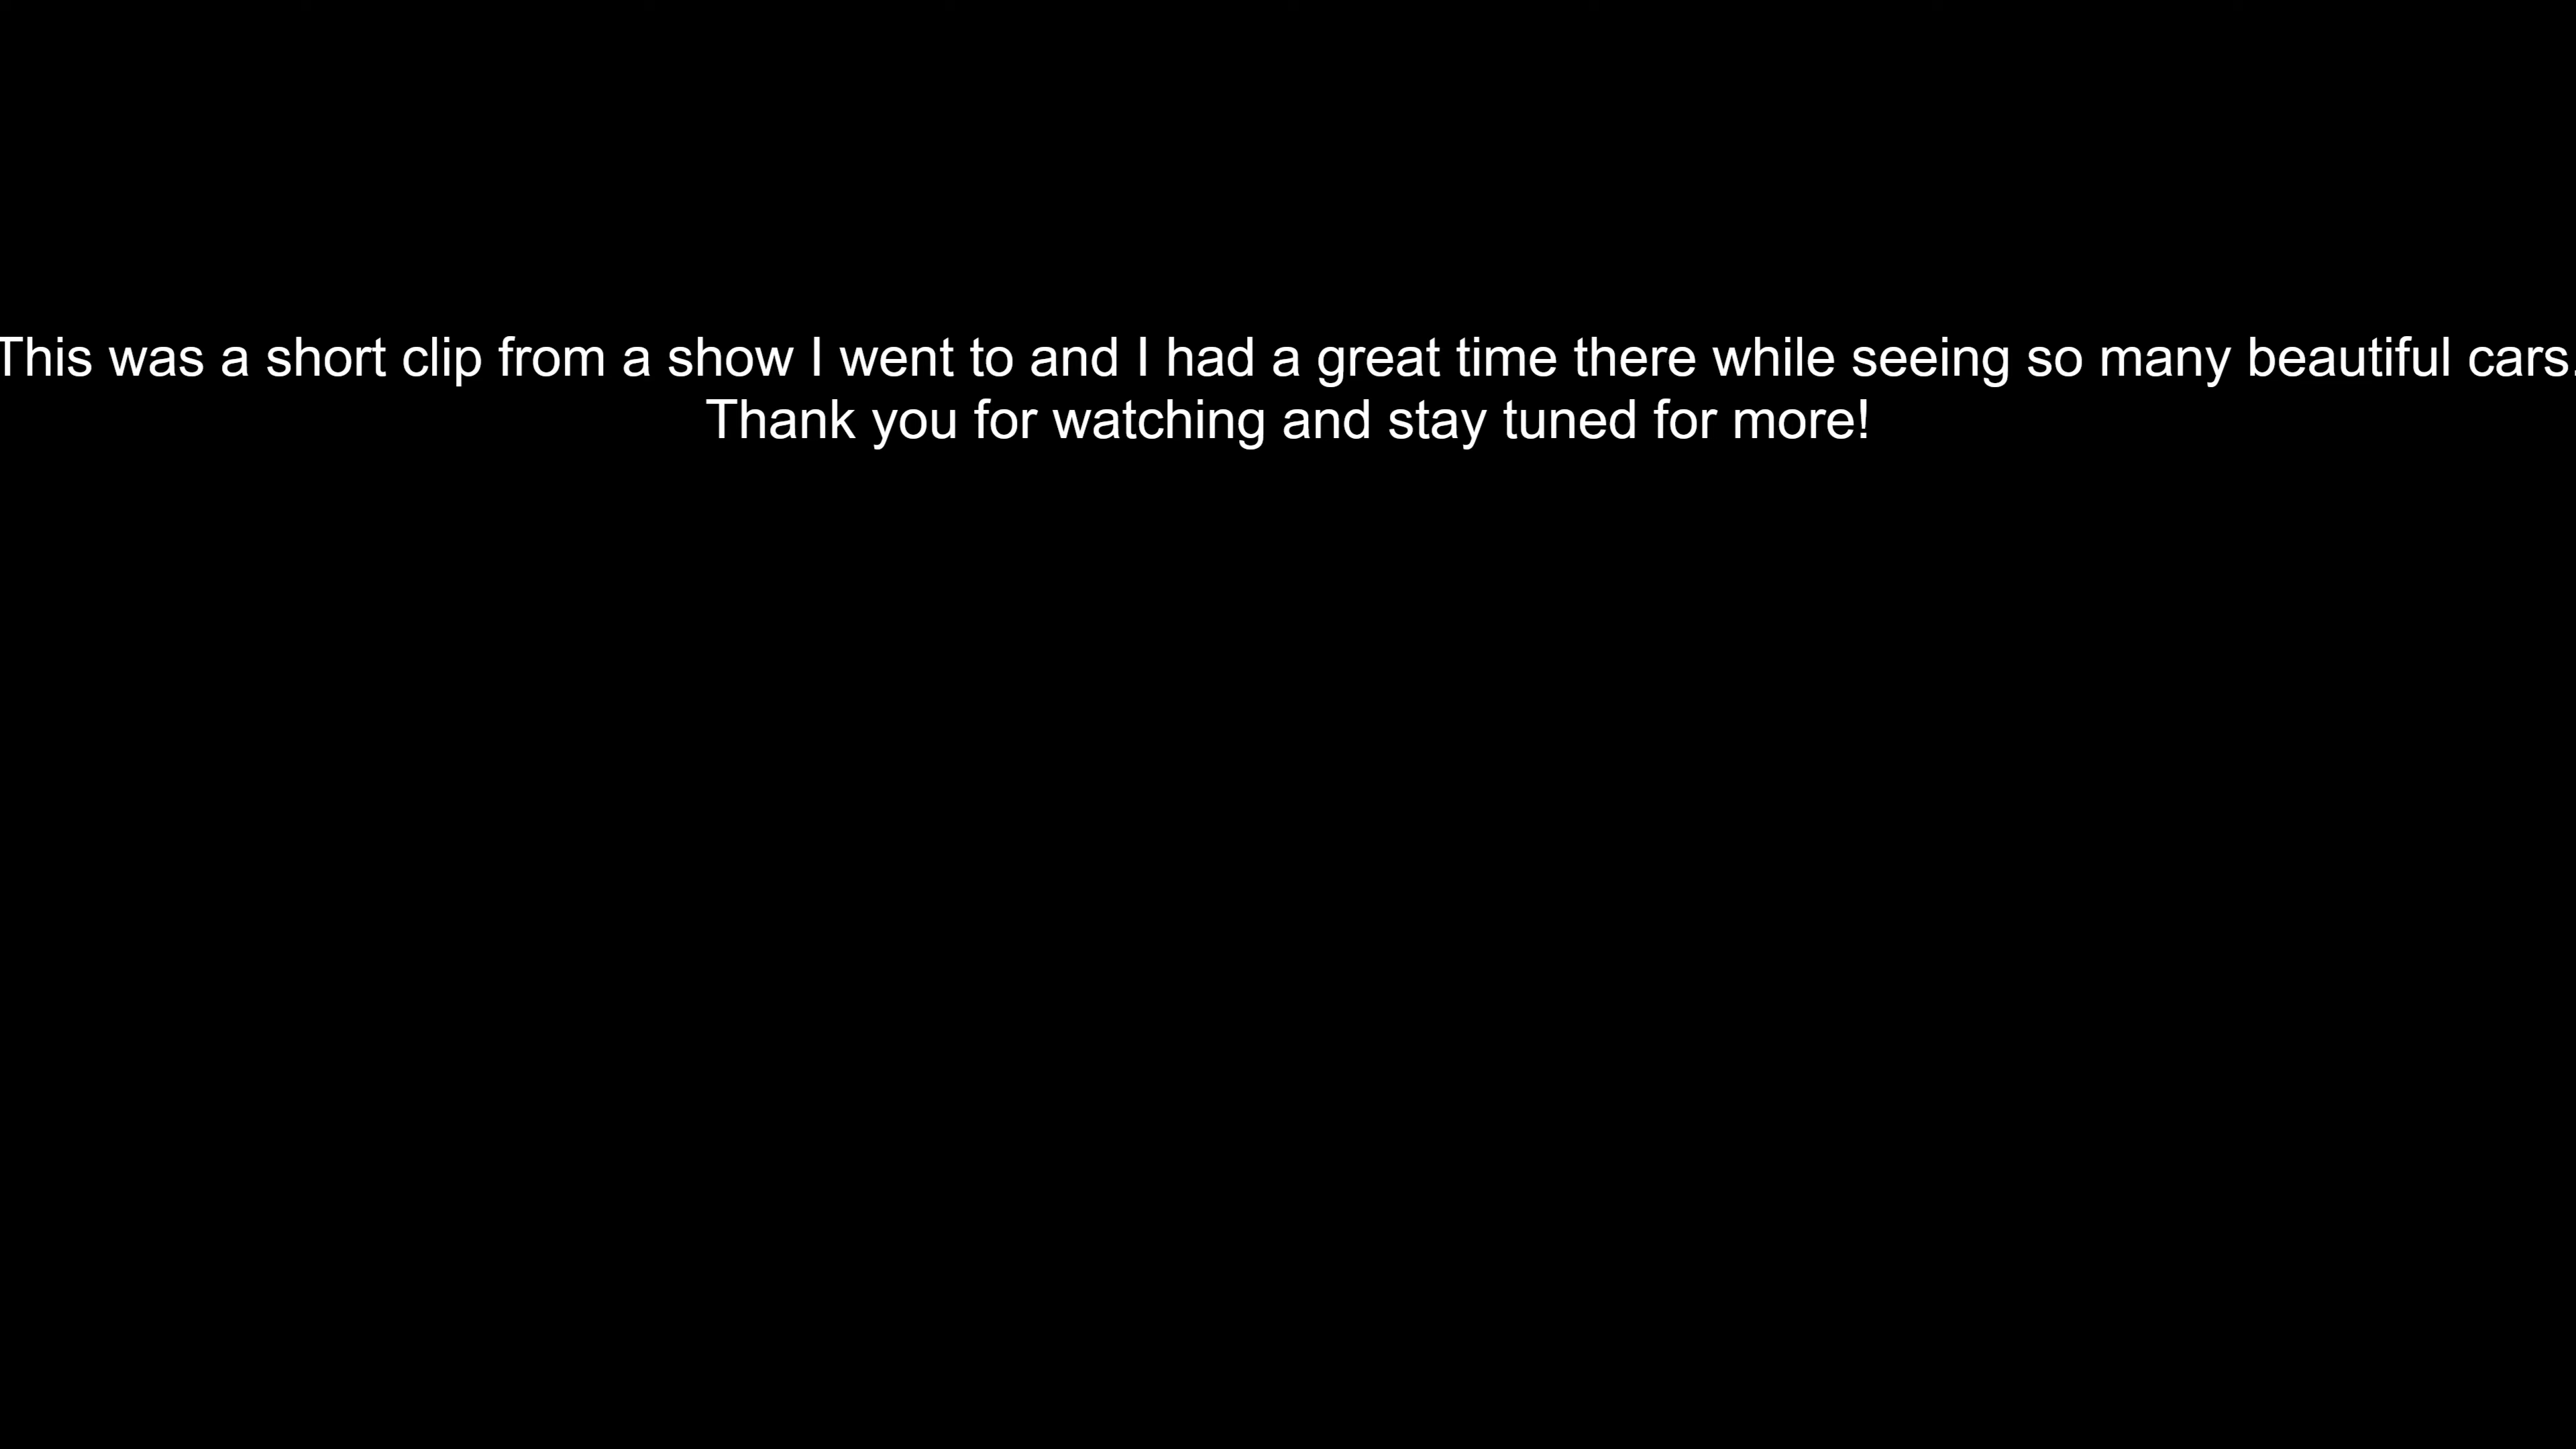 This was a short clip from a show I went to and I had a great time there while seeing so many beautiful cars.
Thank you for watching and stay tuned for more!